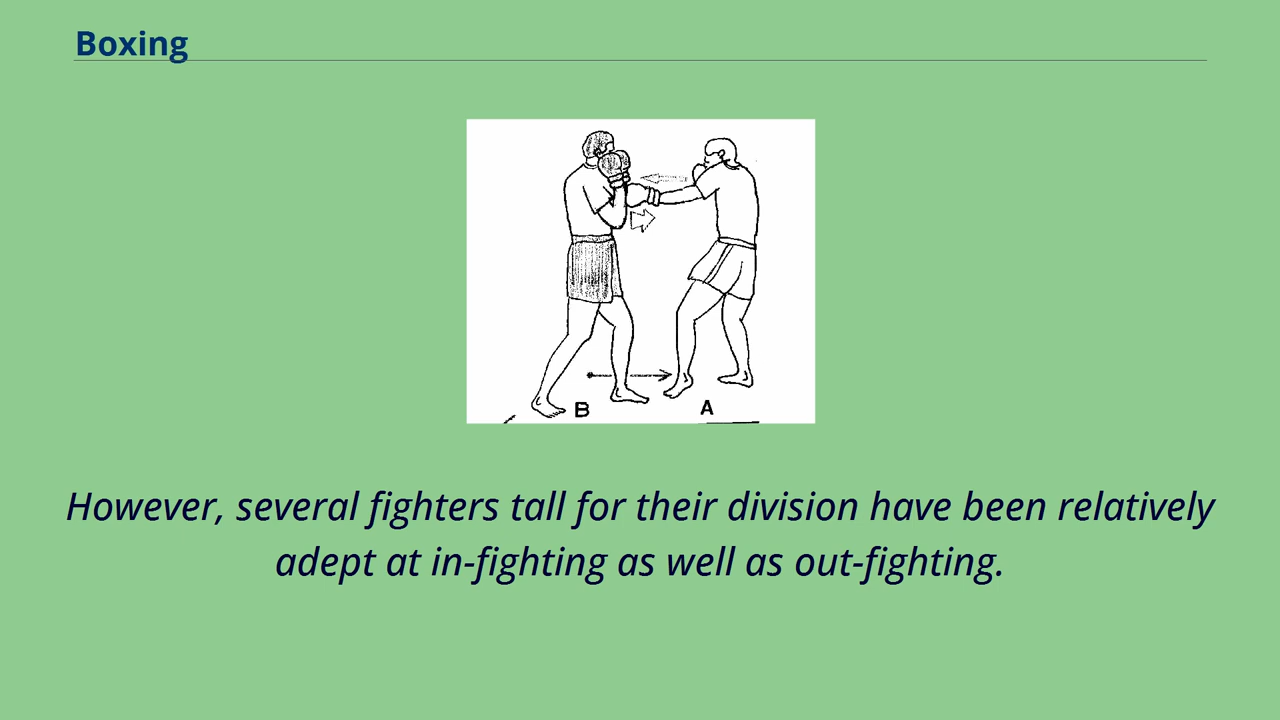 Boxing
B A
However, several fighters tall for their division have been relatively
adept at in-fighting as well as out-fighting.